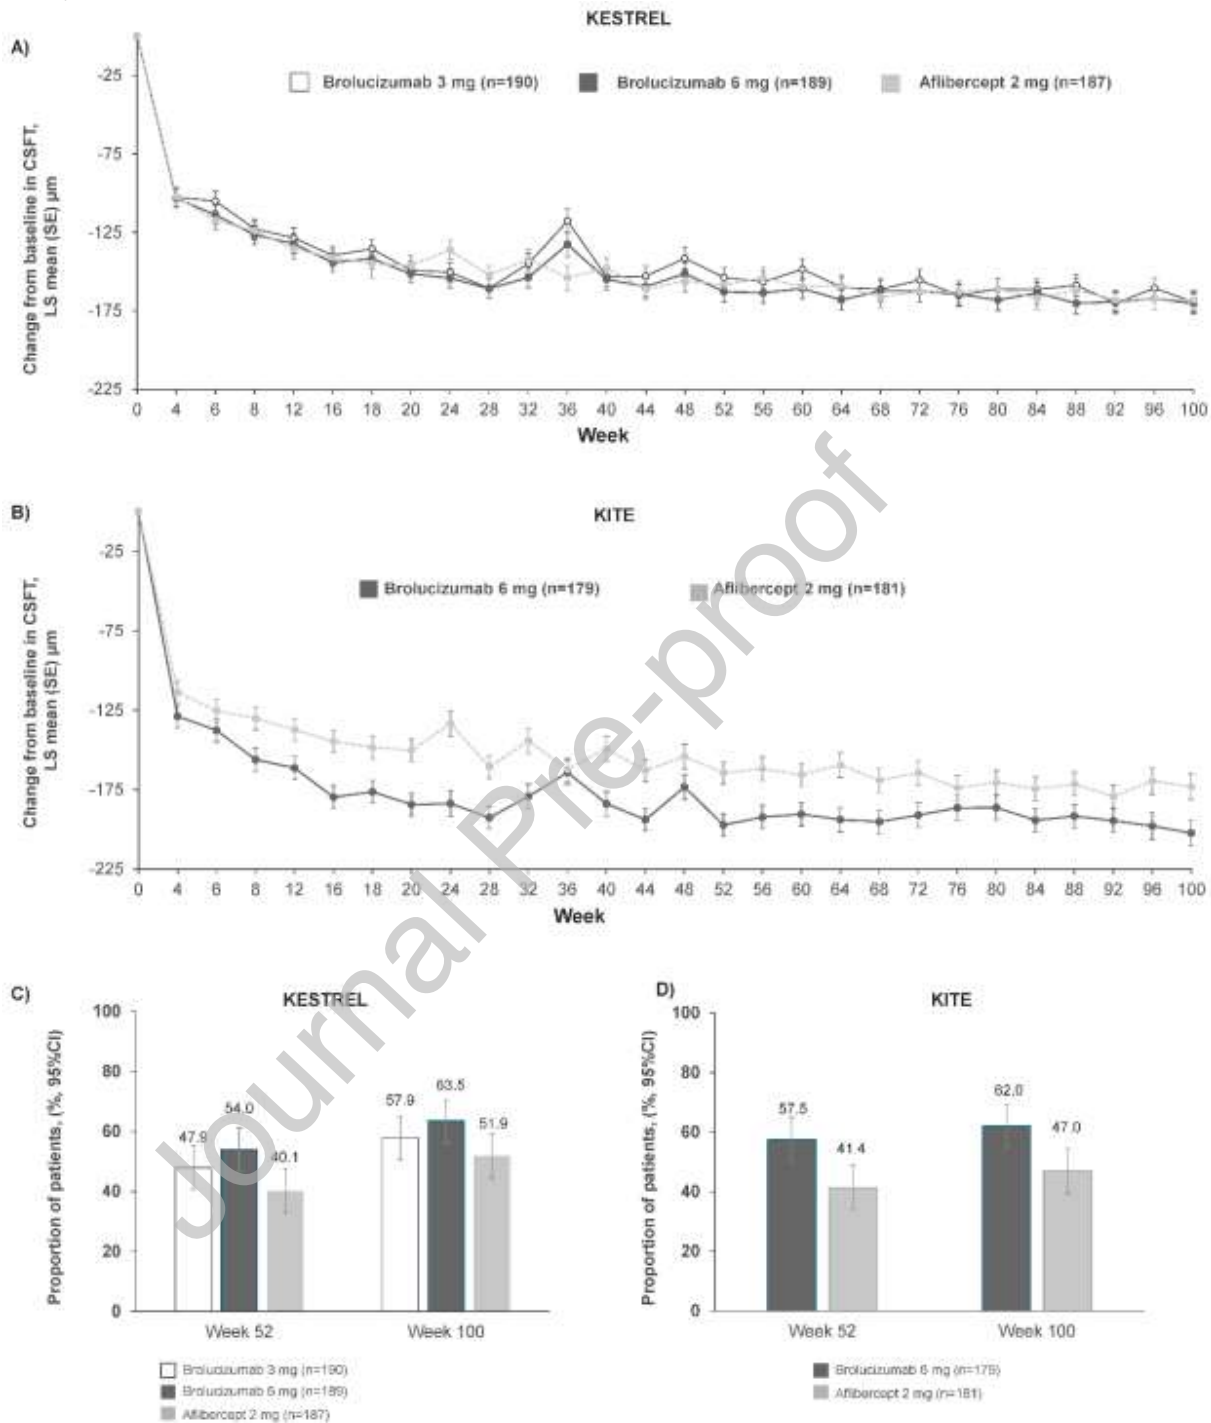 KESTREL
A)
Brolucizumab 3 mg (n=190) Brolucizumab 6 mg (n=189) Aflibercept 2 mg (n=187)
Change from baseline in CSFT,
LS mean (SE) µm
-25
-75
-125
-175
-225
0 4 6 8 12 16 18 20 24 28 32 36 40 44 48 52 56 60 64 68 72 76 80 84 88 92 96 100
Week
B)
KITE
Brolucizumab 6 mg (n=179) Aflibercept 2 mg (n=181)
Change from baseline in CSFT,
LS mean (SE) µm
-25
-75
-125
-175
-225
0 4 6 8 12 16 18 20 24 28 32 36 40 44 48 52 56 60 64 68 72 76 80 84 88 92 96 100
Week
Journal Pre-proof
C)
KESTREL
Proportion of patients, (%, 95%CI)
100
80
60
40
20
0
47.9 54.0 40.1 57.9 63.5 51.9
Week 52 Week 100
Brolucizumab 3 mg (n=190)
Brolucizumab 6 mg (n=189)
Aflibercept 2 mg (n=187)
D)
KITE
Proportion of patients, (%, 95%CI)
100
80
60
40
20
0
57.5 41.4 62.0 47.0
Week 52 Week 100
Brolucizumab 6 mg (n=179)
Aflibercept 2 mg (n=181)